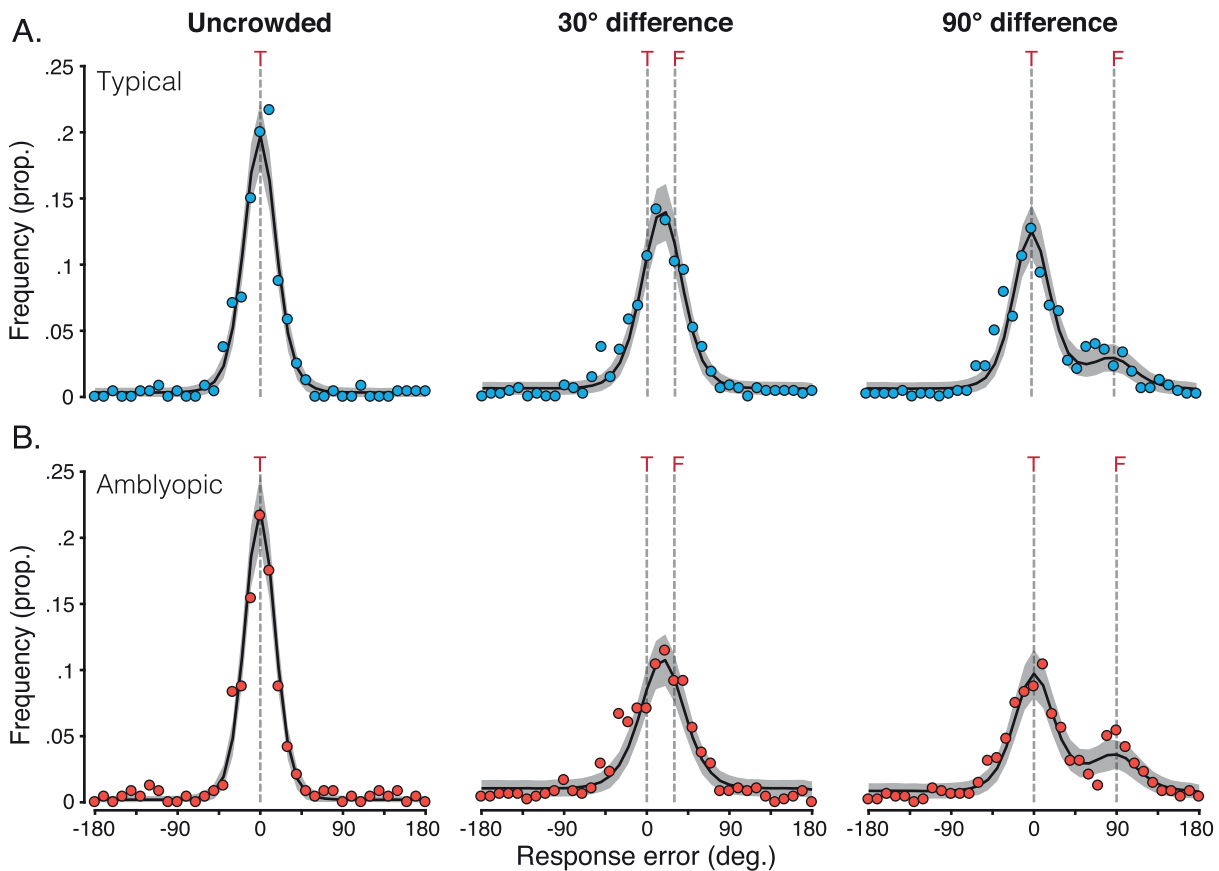 A.
Uncrowded
30° difference
90° difference
T
T F
T F
Typical
Frequency (prop.)
.25
.2
.15
.1
.05
0
B.
T
T F
T F
Amblyopic
Frequency (prop.)
.25
.2
.15
.1
.05
0
-180 -90 0 90 180
-180 -90 0 90 180
-180 -90 0 90 180
Response error (deg.)